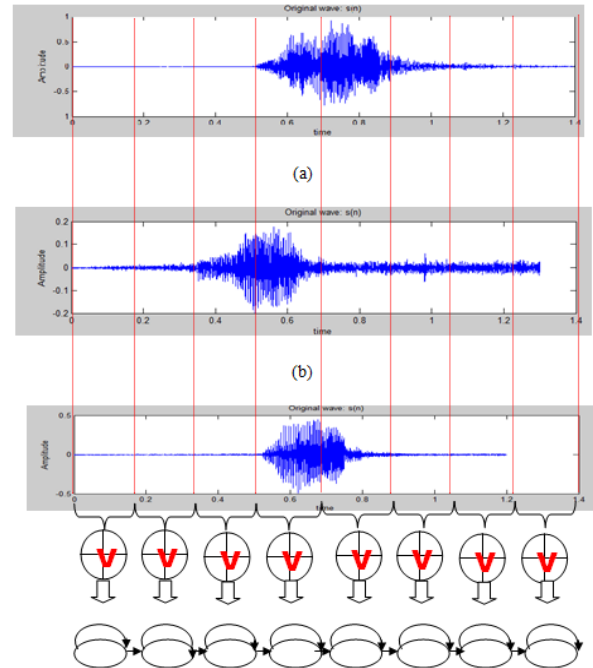 Original wave: s(n)
1
0.5
0
-0.5
1
Amplitude
0 0.2 0.4 0.6 0.8 1 1.2 1.4
time
(a)
Original wave: s(n)
0.2
0.1
0
-0.1
-0.2
Amplitude
0 0.2 0.4 0.6 0.8 1 1.2 1.4
time
(b)
Original wave: s(n)
0.5
0
-0.5
Amplitude
0 0.2 0.4 0.6 0.8 1 1.2 1.4
time
V V V V V V V V